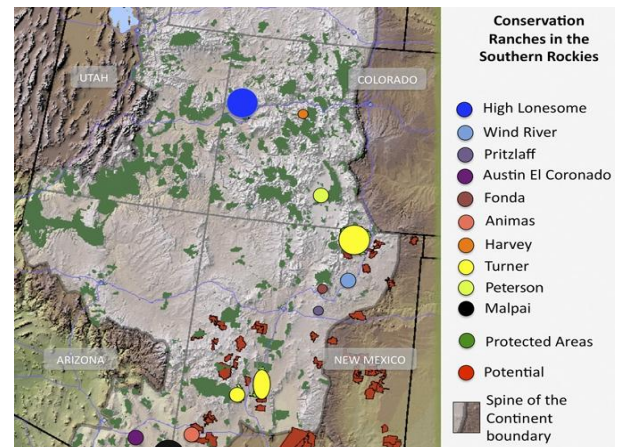 Conservation
Ranches in the
Southern Rockies
UTAH
COLORADO
High Lonesome
Wind River
Pritzlaff
Austin El Coronado
Fonda
Animas
Harvey
Turner
Peterson
Malpai
Protected Areas
ARIZONA
NEW MEXICO
Potential
Spine of the
Continent
boundary